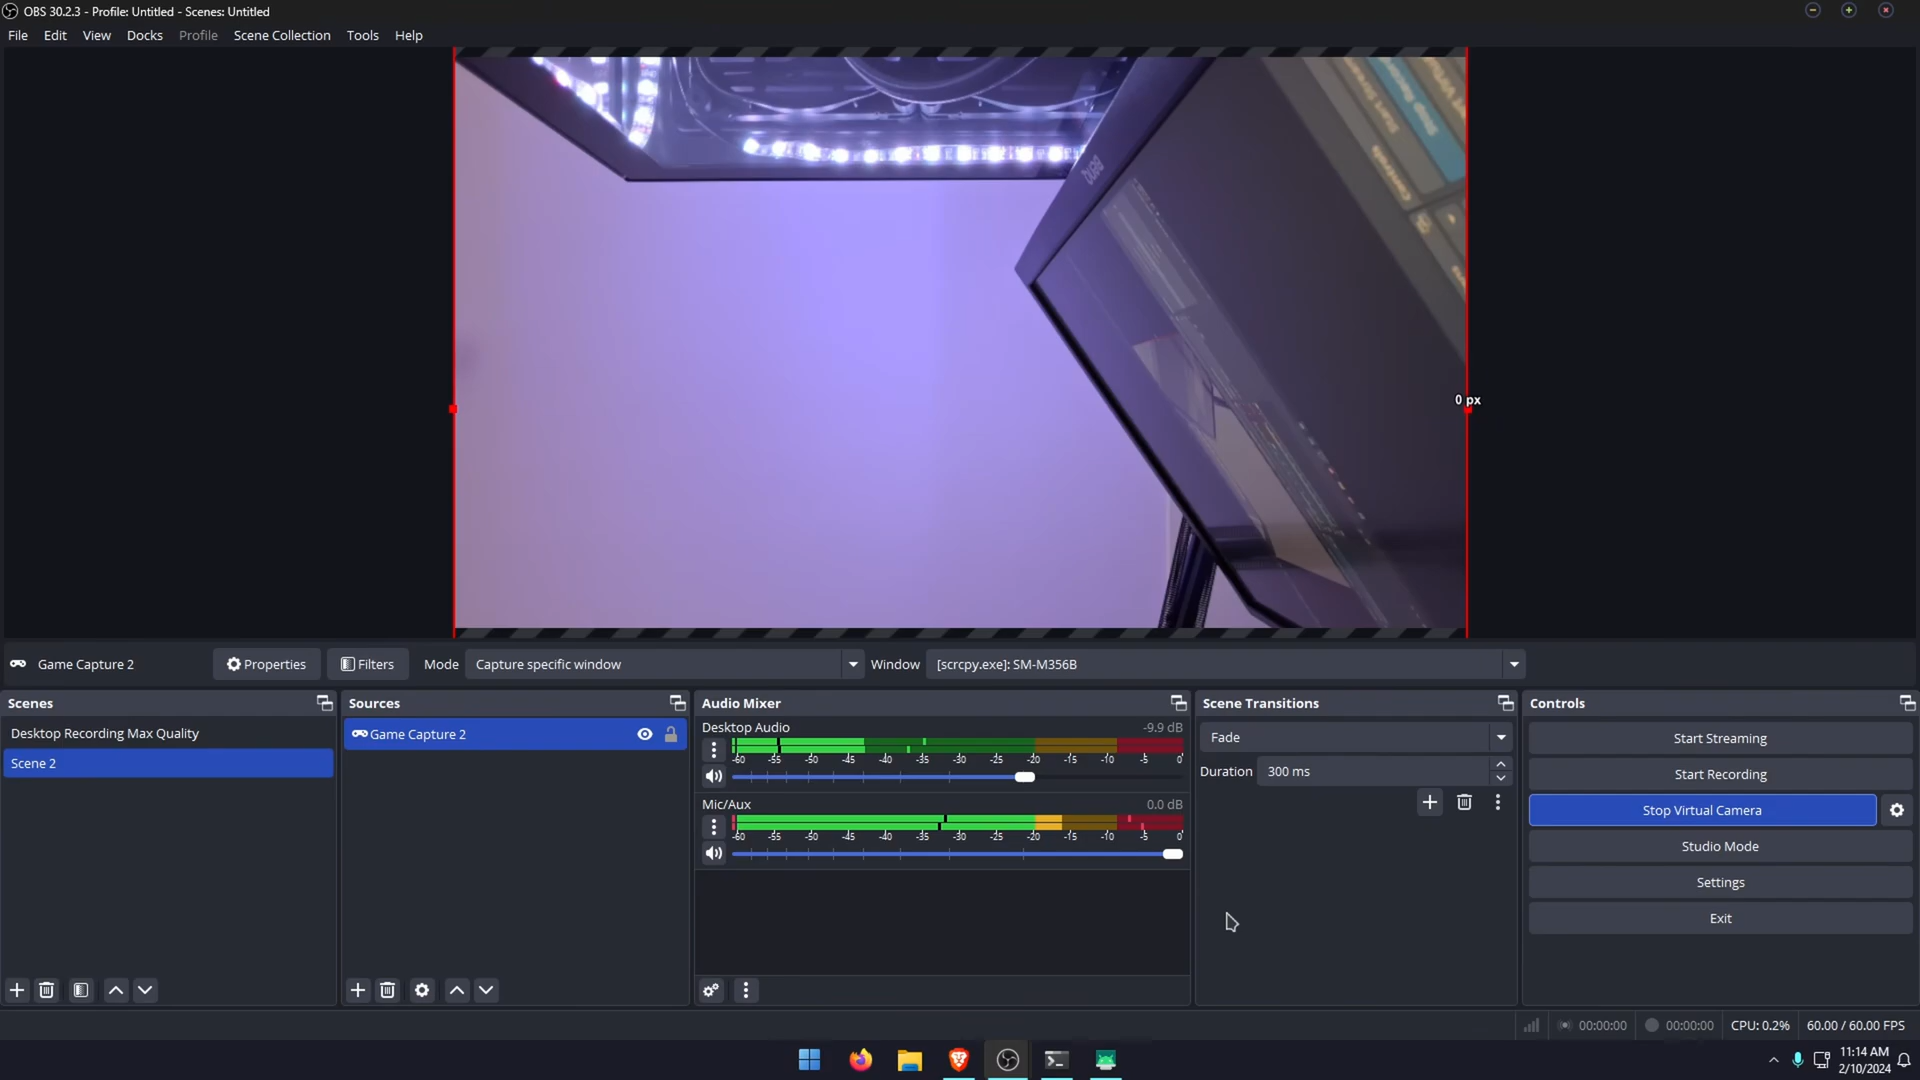 OBS 30.2.3 - Profile: Untitled - Scenes: Untitled
File Edit View Docks Profile Scene Collection Tools Help
BenQ
Controls
0 px
Game Capture 2 Properties Filters Mode Capture specific window Window [scrcpy.exe]: SM-M356B
Scenes
Desktop Recording Max Quality
Scene 2
Sources
Game Capture 2
Audio Mixer
Desktop Audio -9.9 dB
-60 -55 -50 -45 -40 -35 -30 -25 -20 -15 -10 -5 0
Mic/Aux 0.0 dB
-60 -55 -50 -45 -40 -35 -30 -25 -20 -15 -10 -5 0
Scene Transitions
Fade
Duration 300 ms
Controls
Start Streaming
Start Recording
Stop Virtual Camera
Studio Mode
Settings
Exit
00:00:00 00:00:00 CPU: 0.2% 60.00 / 60.00 FPS
11:14 AM
2/10/2024